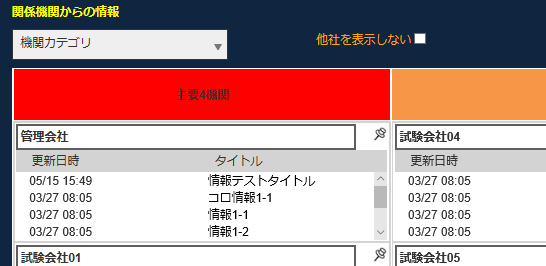 関係機関からの情報
機関カテゴリ
他社を表示しない
主要4機関
管理会社
試験会社04
更新日時 タイトル
更新日時
05/15 15:49 情報テストタイトル
03/27 08:05
03/27 08:05 コロ情報1-1
03/27 08:05
03/27 08:05 情報1-1
03/27 08:05
03/27 08:05 情報1-2
03/27 08:05
試験会社01
試験会社05